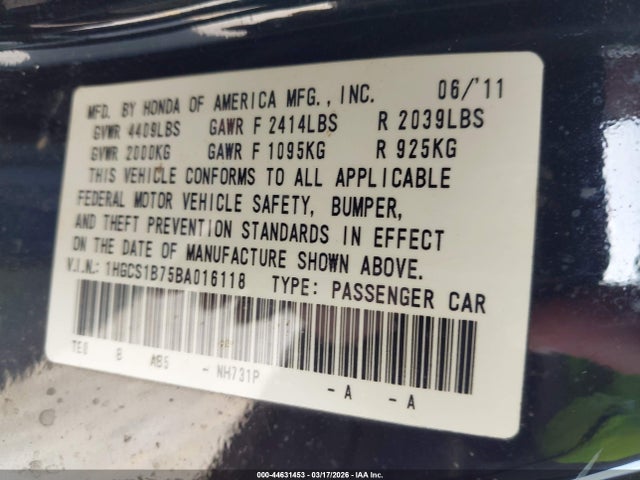 MFD. BY HONDA OF AMERICA MFG., INC. 06/'11
GVWR 4409LBS GAWR F 2414LBS R 2039LBS
GVWR 2000KG GAWR F 1095KG R 925KG
THIS VEHICLE CONFORMS TO ALL APPLICABLE
FEDERAL MOTOR VEHICLE SAFETY, BUMPER,
AND THEFT PREVENTION STANDARDS IN EFFECT
ON THE DATE OF MANUFACTURE SHOWN ABOVE.
V.I.N.: 1HGCS1B75BA016118 TYPE: PASSENGER CAR
TE0 B AB5 - NH731P - A - A
000-44631453 | 03/17/2026 | IAA Inc.